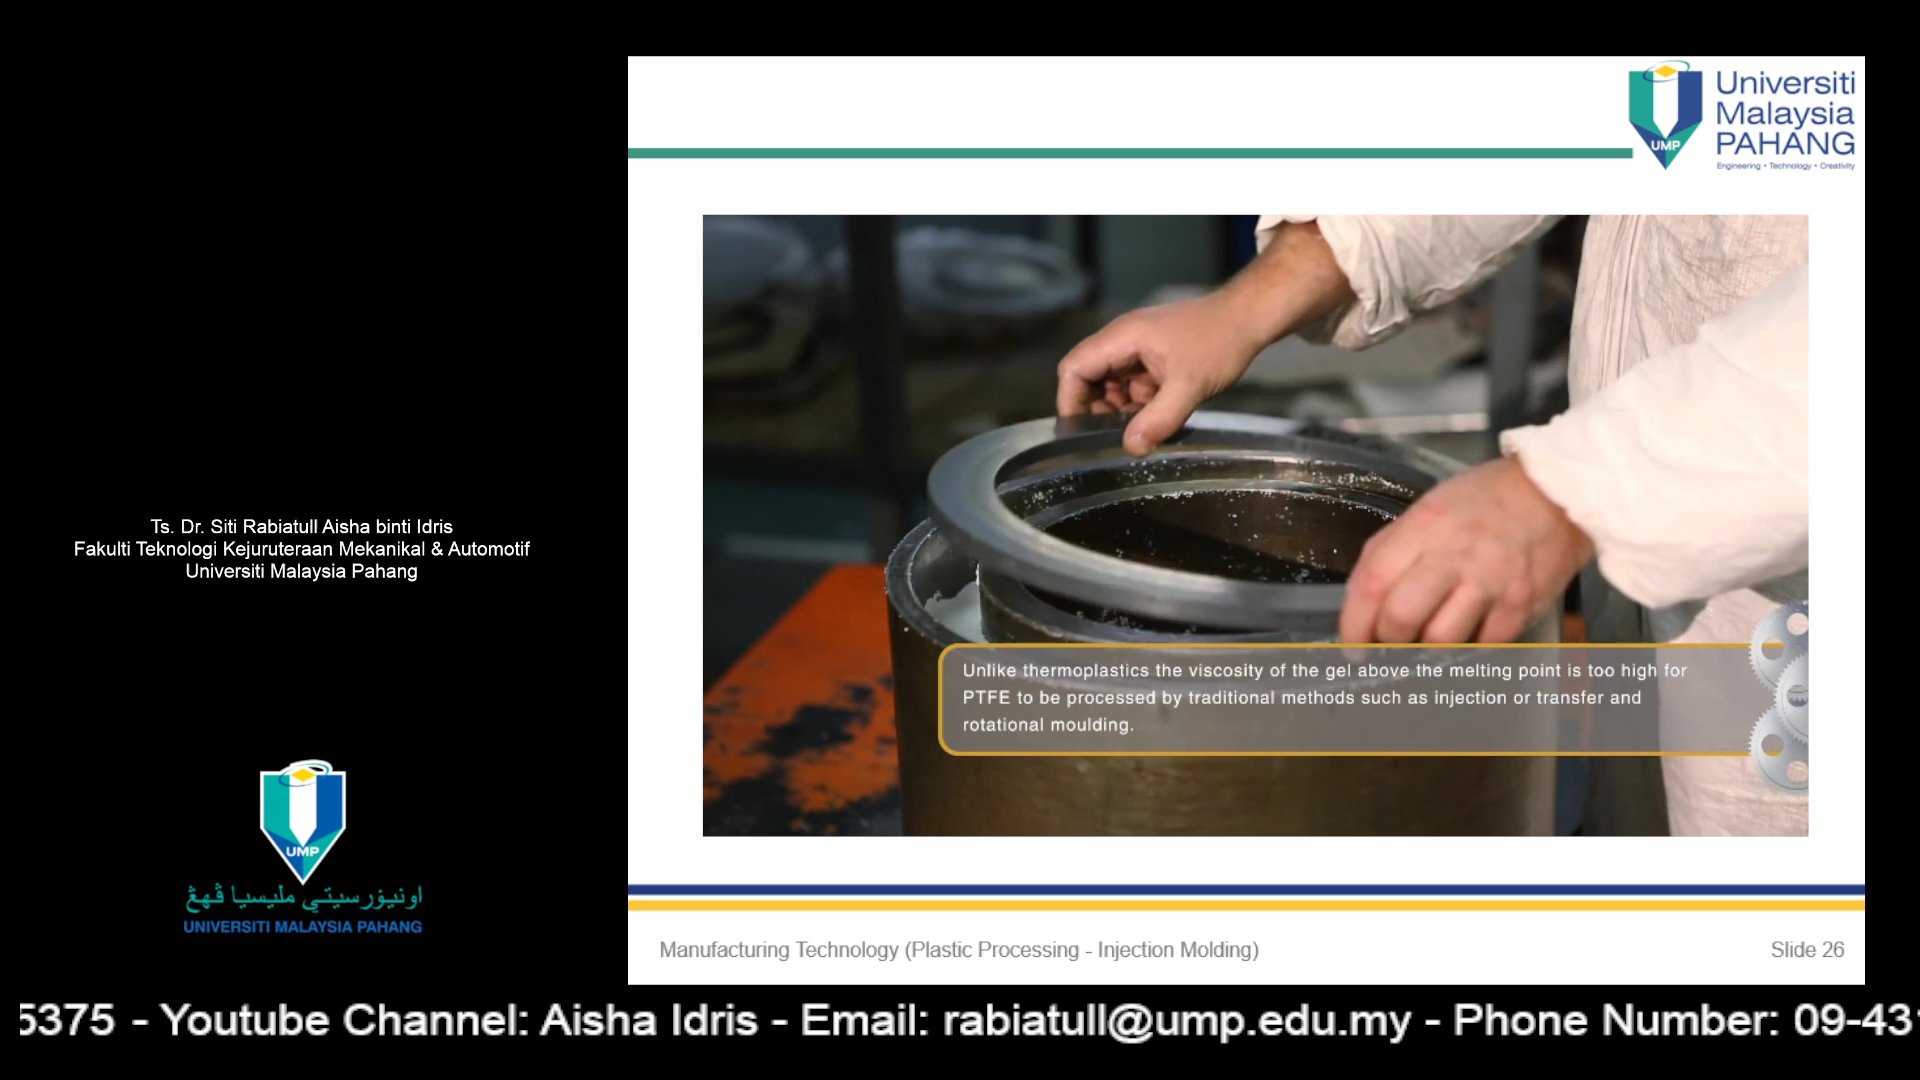 Universiti
Malaysia
PAHANG
Engineering • Technology • Creativity
UMP
Unlike thermoplastics the viscosity of the gel above the melting point is too high for
PTFE to be processed by traditional methods such as injection or transfer and
rotational moulding.
Ts. Dr. Siti Rabiatull Aisha binti Idris
Fakulti Teknologi Kejuruteraan Mekanikal & Automotif
Universiti Malaysia Pahang
UMP
اونيۏرسيتي مليسيا ڤهڠ
UNIVERSITI MALAYSIA PAHANG
Manufacturing Technology (Plastic Processing - Injection Molding)
Slide 26
5375 - Youtube Channel: Aisha Idris - Email: rabiatull@ump.edu.my - Phone Number: 09-43